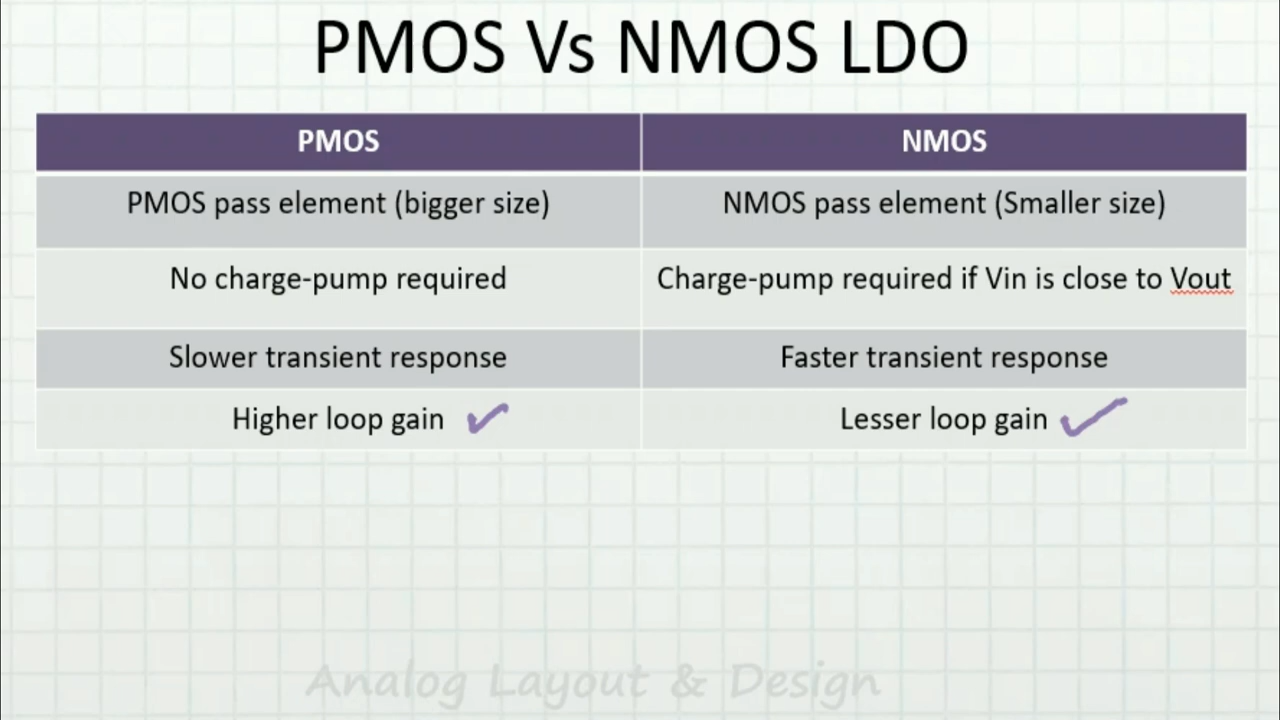 PMOS Vs NMOS LDO
PMOS
NMOS
PMOS pass element (bigger size)
NMOS pass element (Smaller size)
No charge-pump required
Charge-pump required if Vin is close to Vout
Slower transient response
Faster transient response
Higher loop gain
Lesser loop gain
Analog Layout & Design